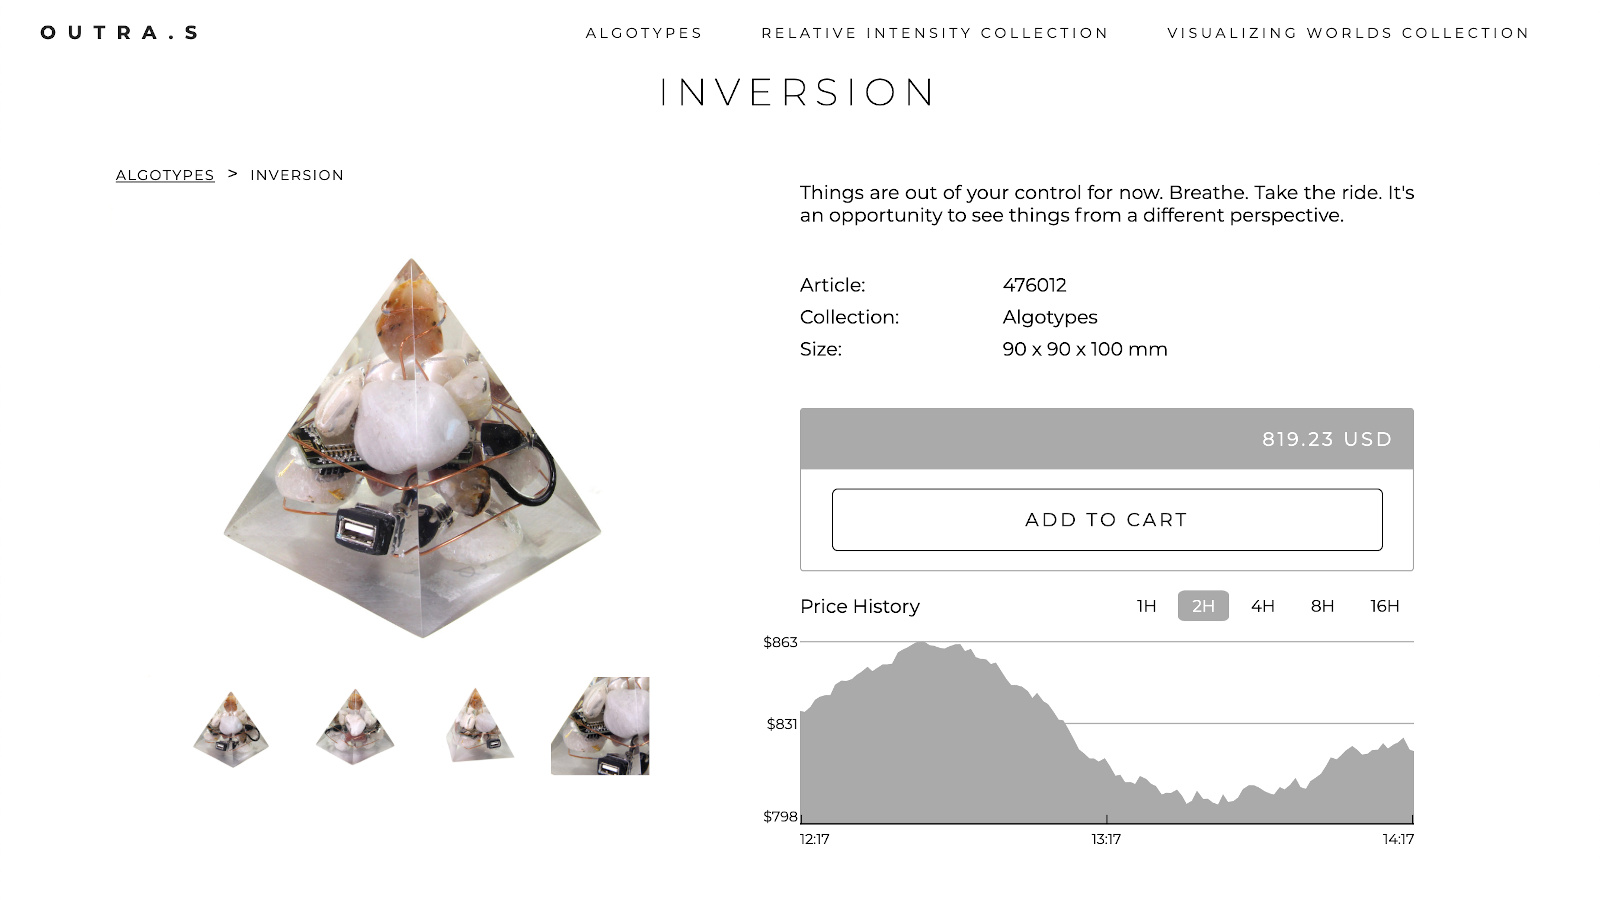 OUTRA.S
ALGOTYPES
RELATIVE INTENSITY COLLECTION
VISUALIZING WORLDS COLLECTION
INVERSION
ALGOTYPES > INVERSION
Things are out of your control for now. Breathe. Take the ride. It's
an opportunity to see things from a different perspective.
Article: 476012
Collection: Algotypes
Size: 90 x 90 x 100 mm
819.23 USD
ADD TO CART
Price History 1H 2H 4H 8H 16H
$863
$831
$798
12:17 13:17 14:17